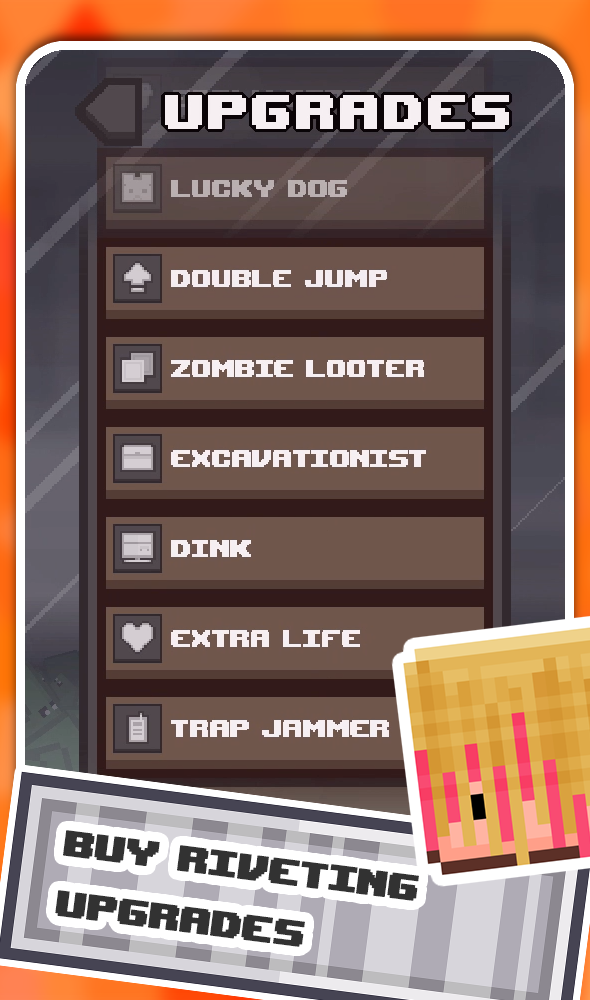 UPGRADES
LUCKY DOG
DOUBLE JUMP
ZOMBIE LOOTER
EXCAVATIONIST
DINK
EXTRA LIFE
TRAP JAMMER
BUY RIVETING
UPGRADES